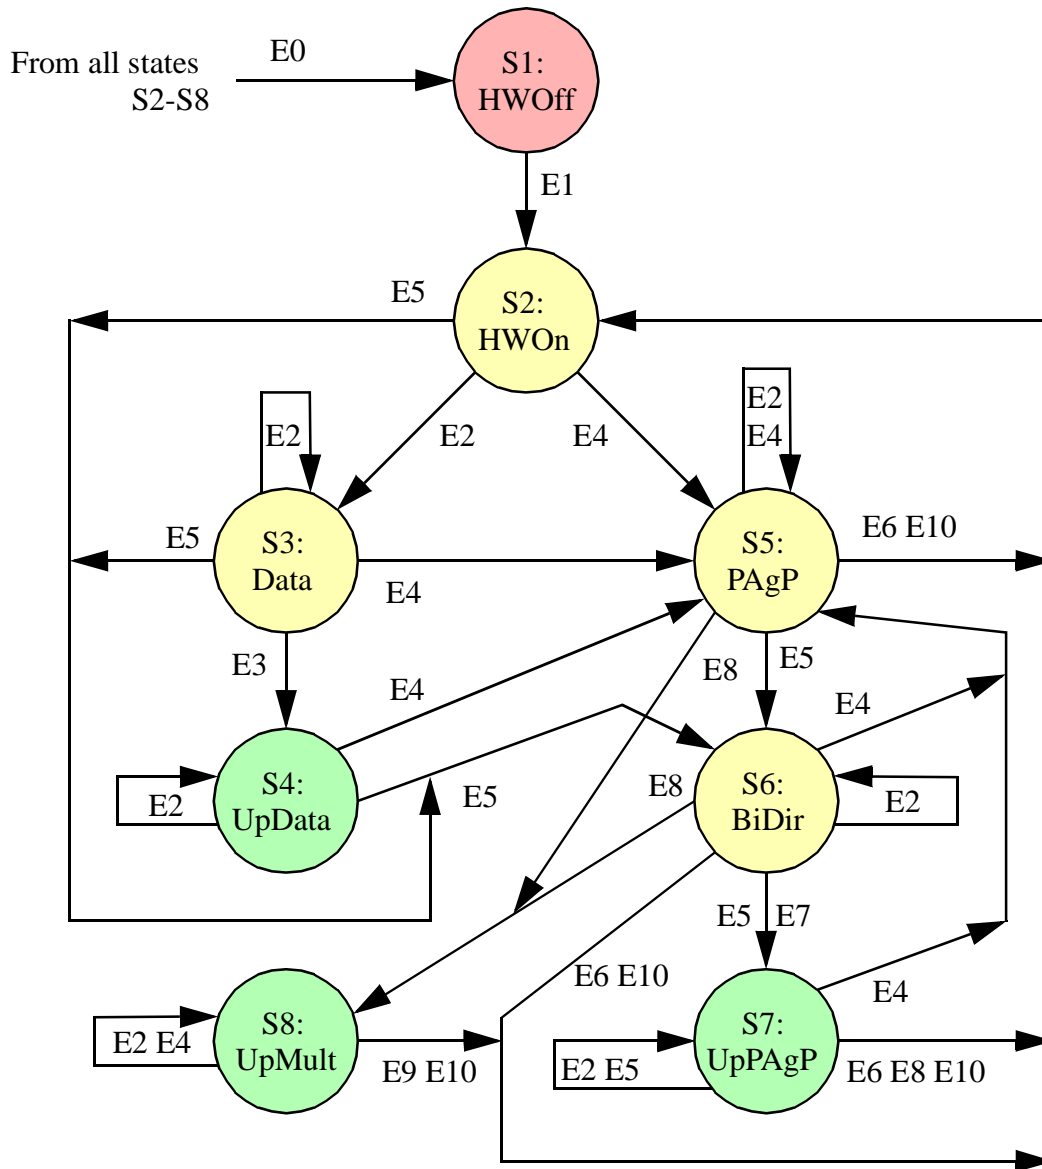 From all states
S2-S8
E0
S1:
HWOff
E1
E5
S2:
HWOn
E2
E4
E2
E2
E4
E5
S3:
Data
E4
S5:
PAgP
E6 E10
E3
E4
E8
E5
E4
E2
S4:
UpData
E5
E8
S6:
BiDir
E2
E5
E7
E6 E10
E4
E2 E4
S8:
UpMult
E9 E10
E2 E5
S7:
UpPAgP
E6 E8 E10